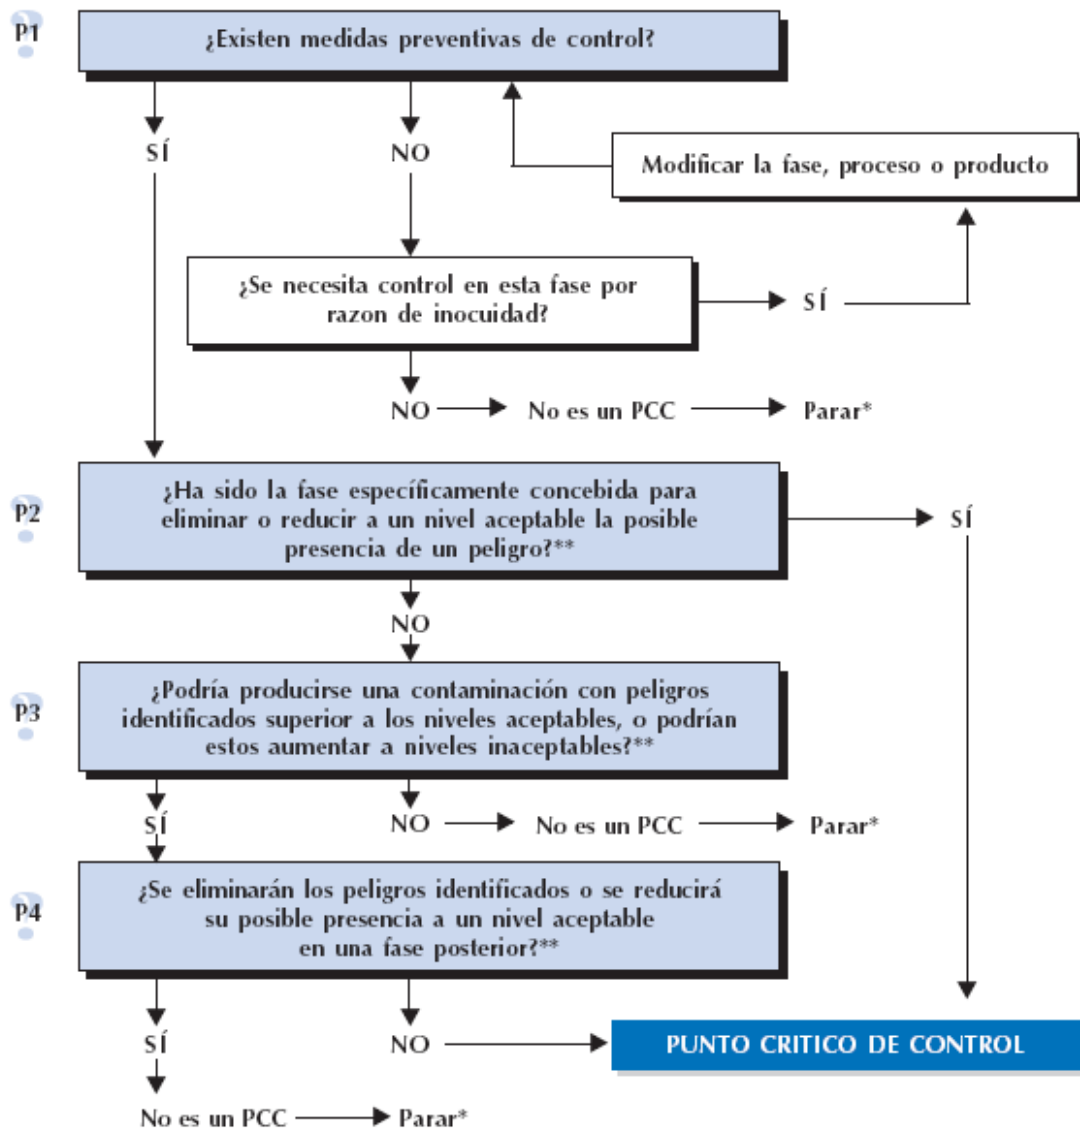 P1
¿Existen medidas preventivas de control?
SÍ
NO
Modificar la fase, proceso o producto
¿Se necesita control en esta fase por
razon de inocuidad?
SÍ
NO
No es un PCC
Parar*
P2
¿Ha sido la fase específicamente concebida para
eliminar o reducir a un nivel aceptable la posible
presencia de un peligro?**
SÍ
NO
P3
¿Podría producirse una contaminación con peligros
identificados superior a los niveles aceptables, o podrían
estos aumentar a niveles inaceptables?**
SÍ
NO
No es un PCC
Parar*
P4
¿Se eliminarán los peligros identificados o se reducirá
su posible presencia a un nivel aceptable
en una fase posterior?**
SÍ
NO
PUNTO CRITICO DE CONTROL
No es un PCC
Parar*